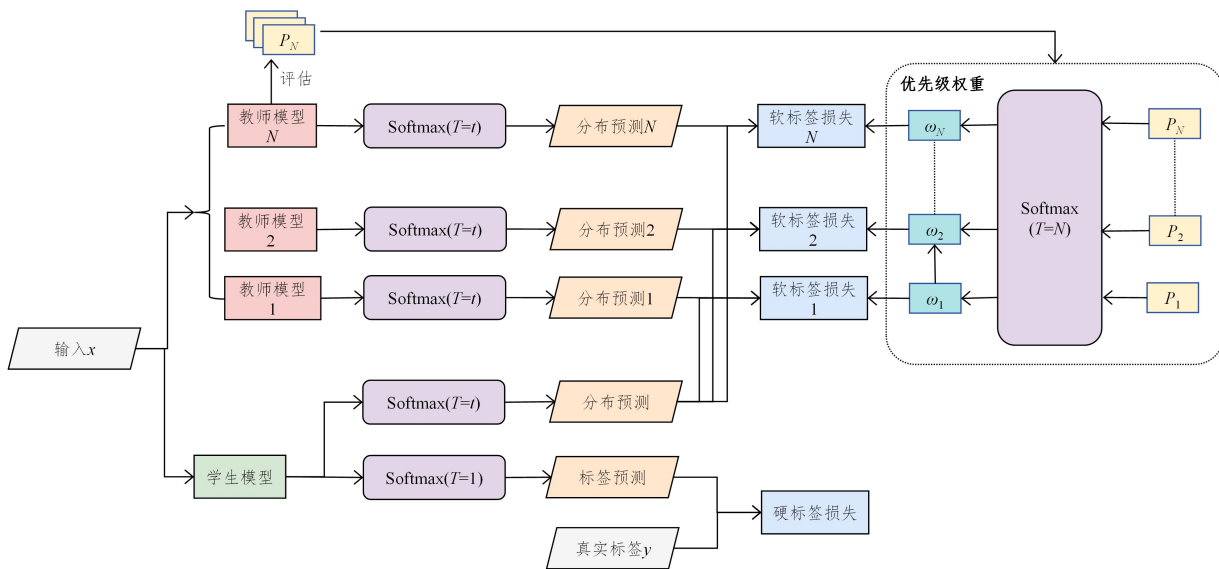 P_N
评估
优先级权重
教师模型
N
Softmax(T=t)
分布预测N
软标签损失
N
ω_N
P_N
教师模型
2
Softmax(T=t)
分布预测2
软标签损失
2
ω_2
Softmax
(T=N)
P_2
教师模型
1
Softmax(T=t)
分布预测1
软标签损失
1
ω_1
P_1
输入x
Softmax(T=t)
分布预测
学生模型
Softmax(T=1)
标签预测
硬标签损失
真实标签y